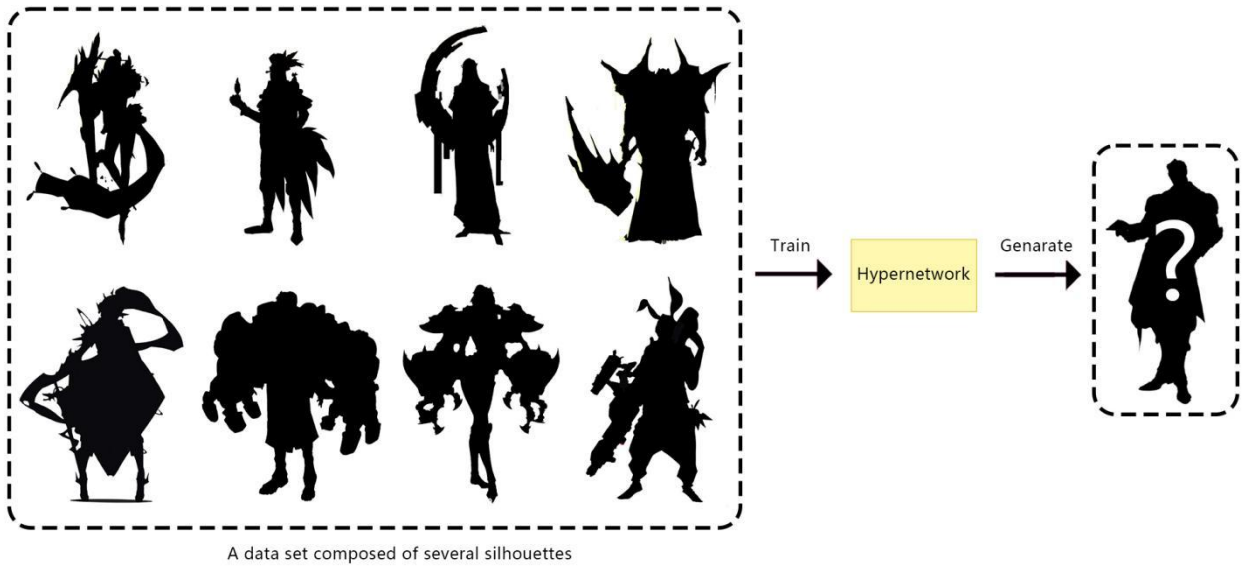 Train
Hypernetwork
Genarate
?
A data set composed of several silhouettes